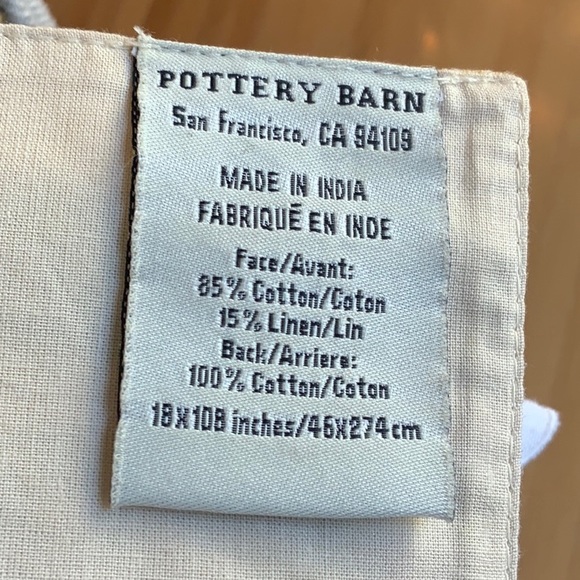 POTTERY BARN
San Francisco, CA 94109
MADE IN INDIA
FABRIQUÉ EN INDE
Face/Avant:
85% Cotton/Coton
15% Linen/Lin
Back/Arriere:
100% Cotton/Coton
18x108 inches/46x274cm